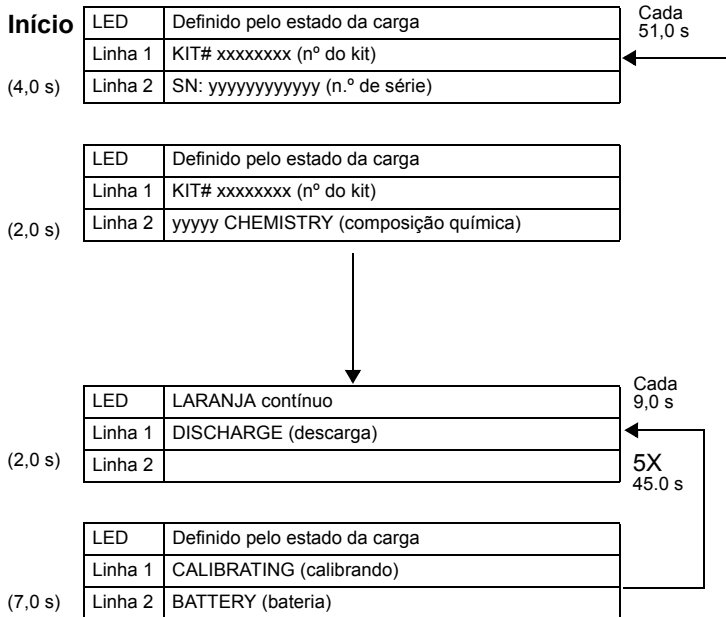 Início
LED Definido pelo estado da carga
Cada
51,0 s
Linha 1 KIT# xxxxxxxx (nº do kit)
(4,0 s) Linha 2 SN: yyyyyyyyyyyy (n.º de série)
LED Definido pelo estado da carga
Linha 1 KIT# xxxxxxxx (nº do kit)
(2,0 s) Linha 2 yyyyy CHEMISTRY (composição química)
LED LARANJA contínuo
Cada
9,0 s
Linha 1 DISCHARGE (descarga)
(2,0 s) Linha 2
5X
45.0 s
LED Definido pelo estado da carga
Linha 1 CALIBRATING (calibrando)
(7,0 s) Linha 2 BATTERY (bateria)